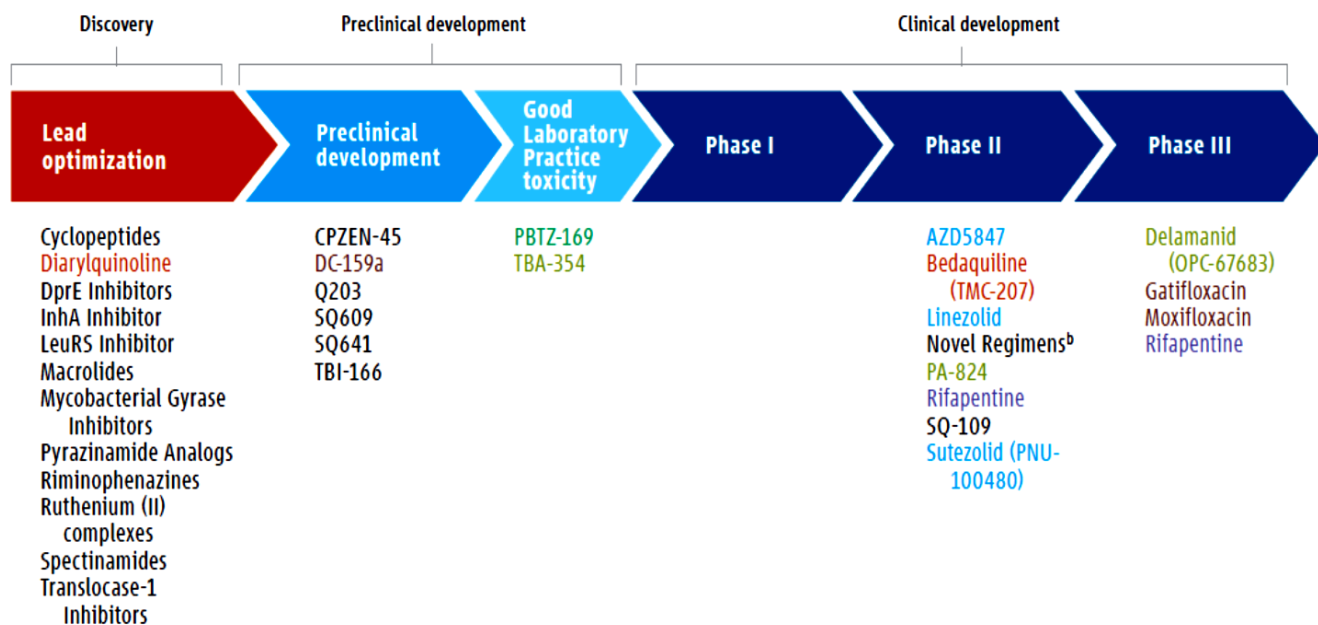 Discovery
Preclinical development
Clinical development
Lead
optimization
Preclinical
development
Good
Laboratory
Practice
toxicity
Phase I
Phase II
Phase III
Cyclopeptides
Diarylquinoline
DprE Inhibitors
InhA Inhibitor
LeuRS Inhibitor
Macrolides
Mycobacterial Gyrase
Inhibitors
Pyrazinamide Analogs
Riminophenazines
Ruthenium (II)
complexes
Spectinamides
Translocase-1
Inhibitors
CPZEN-45
DC-159a
Q203
SQ609
SQ641
TBI-166
PBTZ-169
TBA-354
AZD5847
Bedaquiline
(TMC-207)
Linezolid
Novel Regimensᵇ
PA-824
Rifapentine
SQ-109
Sutezolid (PNU-
100480)
Delamanid
(OPC-67683)
Gatifloxacin
Moxifloxacin
Rifapentine